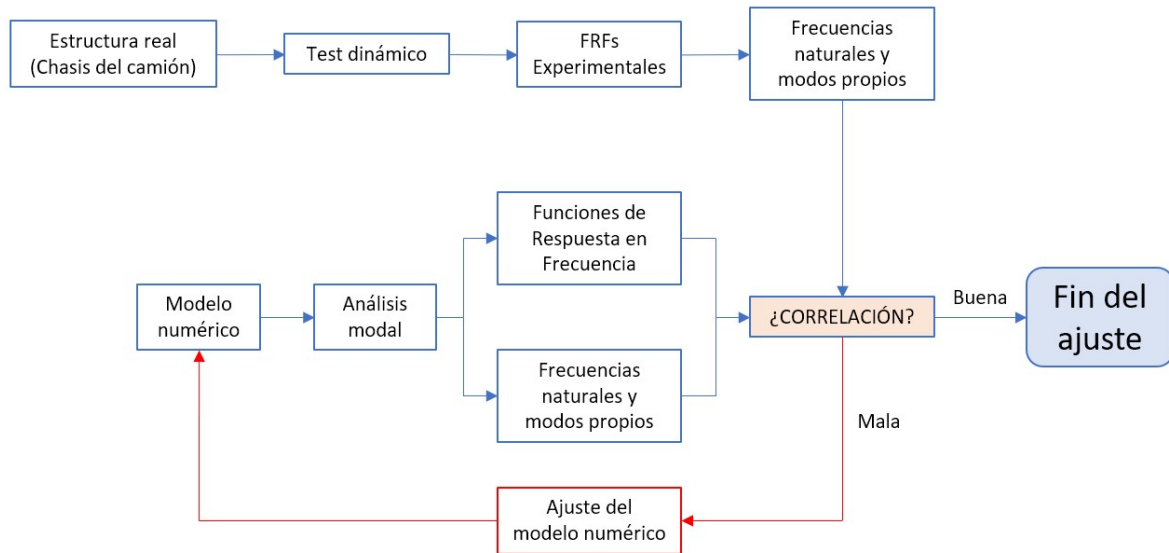 Estructura real
(Chasis del camión)
Test dinámico
FRFs
Experimentales
Frecuencias
naturales y
modos propios
Funciones de
Respuesta en
Frecuencia
Modelo
numérico
Análisis
modal
¿CORRELACIÓN?
Buena
Fin del
ajuste
Frecuencias
naturales y
modos propios
Mala
Ajuste del
modelo numérico